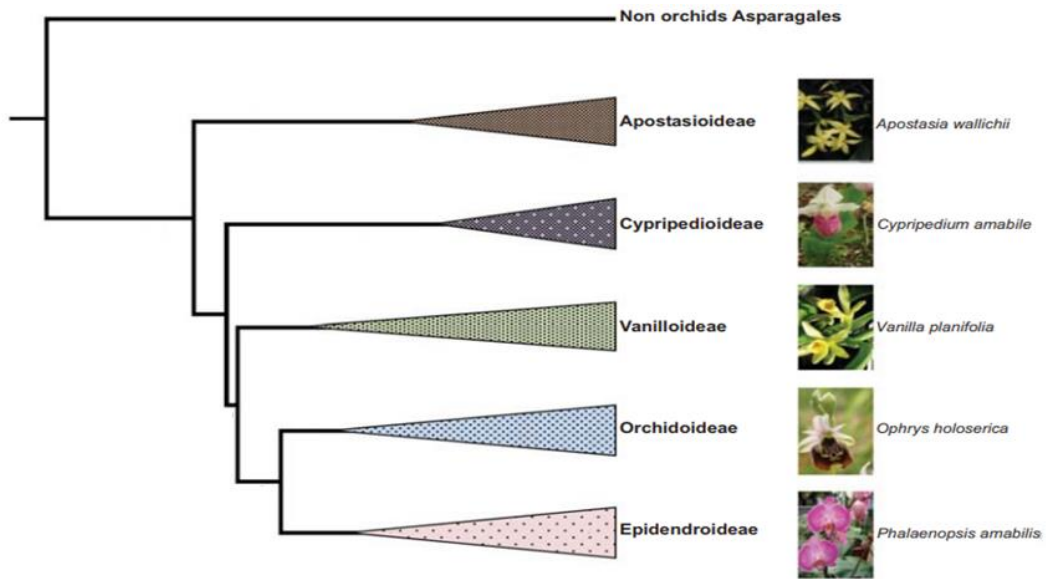 Non orchids Asparagales
Apostasioideae
Apostasia wallichii
Cypripedioideae
Cypripedium amabile
Vanilloideae
Vanilla planifolia
Orchidoideae
Ophrys holoserica
Epidendroideae
Phalaenopsis amabilis